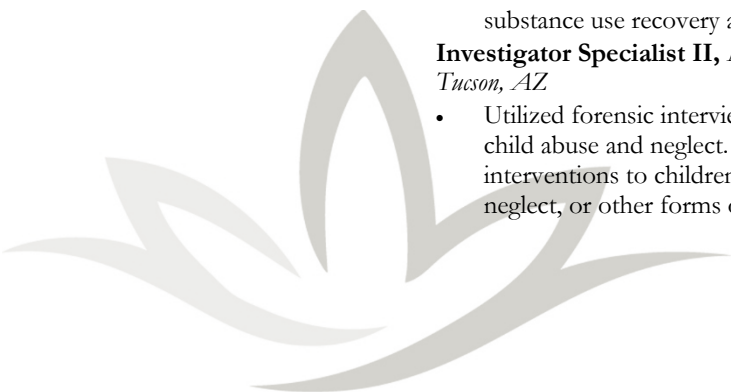 substance use recovery a
Investigator Specialist II,
Tucson, AZ
• Utilized forensic intervie
child abuse and neglect.
interventions to children
neglect, or other forms